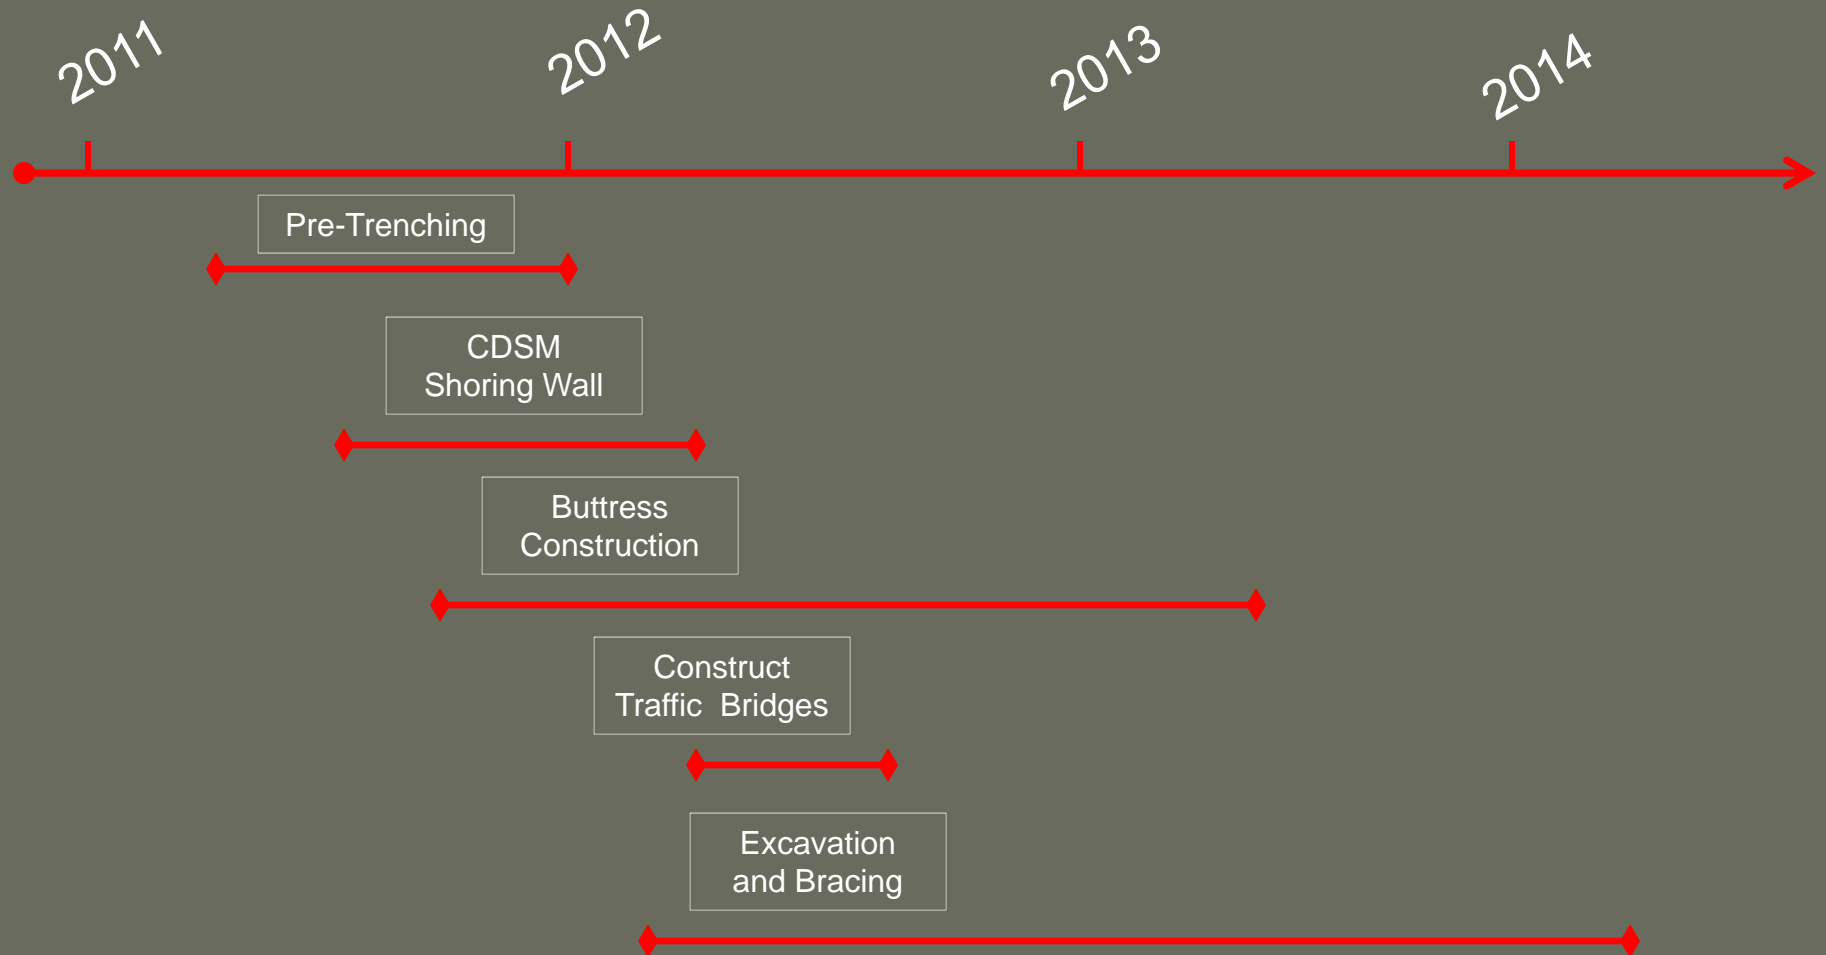 2011
2012
2013
2014
Pre-Trenching
CDSM
Shoring Wall
Buttress
Construction
Construct
Traffic  Bridges
Excavation
and Bracing